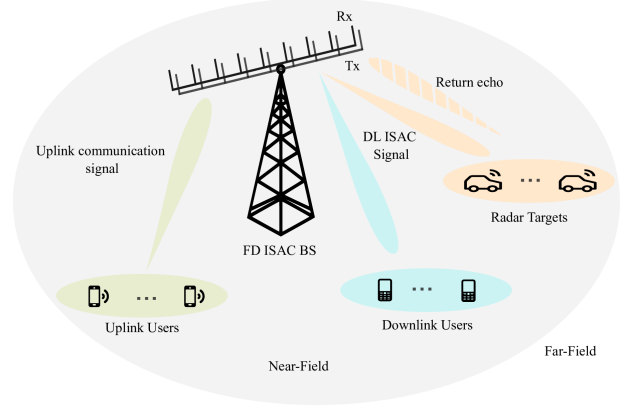 Rx
Tx
Return echo
DL ISAC
Signal
Uplink communication
signal
Radar Targets
FD ISAC BS
Uplink Users
Downlink Users
Far-Field
Near-Field